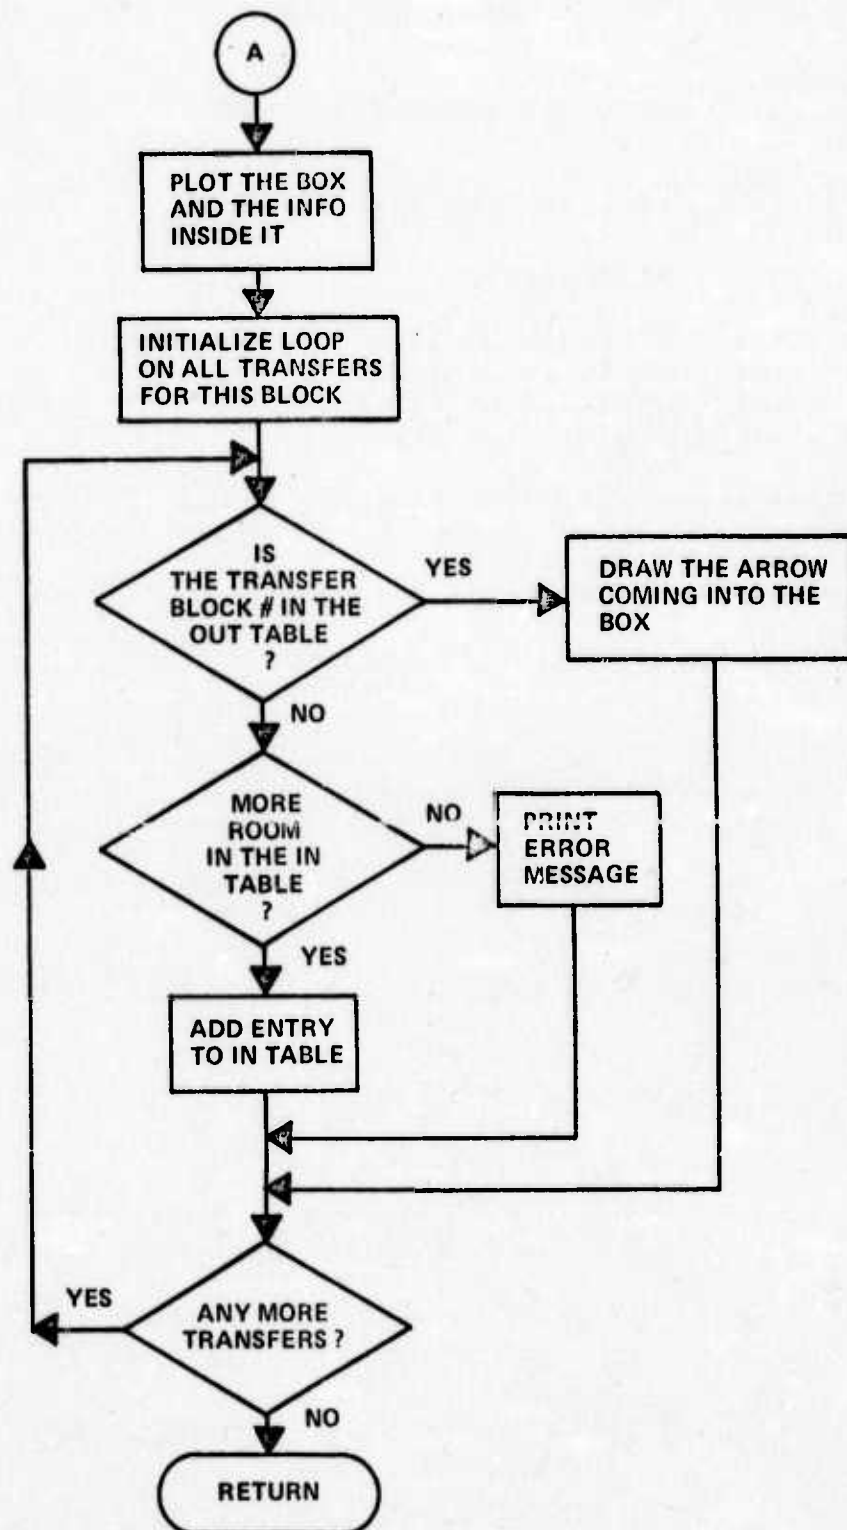 A
PLOT THE BOX
AND THE INFO
INSIDE IT
INITIALIZE LOOP
ON ALL TRANSFERS
FOR THIS BLOCK
IS
THE TRANSFER
BLOCK # IN THE
OUT TABLE
?
YES
DRAW THE ARROW
COMING INTO THE
BOX
NO
MORE
ROOM
IN THE IN
TABLE
?
NO
PRINT
ERROR
MESSAGE
YES
ADD ENTRY
TO IN TABLE
ANY MORE
TRANSFERS ?
YES
NO
RETURN